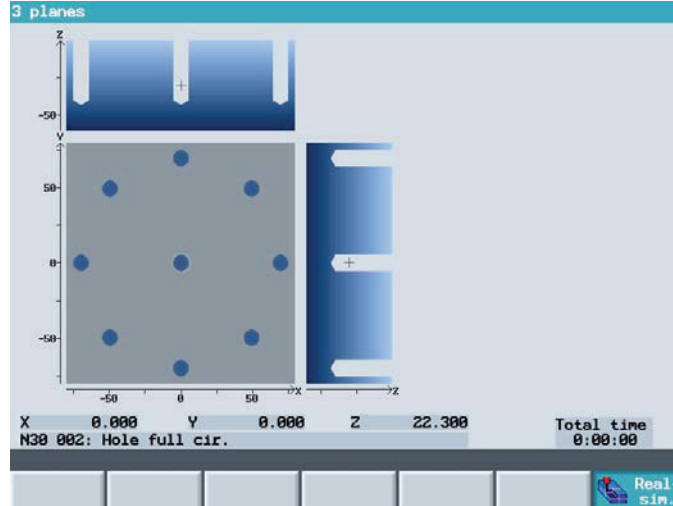 3 planes
Z
-50
Y
50
0
-50
-50 0 50 X Z
X 0.000 Y 0.000 Z 22.300 Total time
N30 002: Hole full cir. 0:00:00
Real
sim.